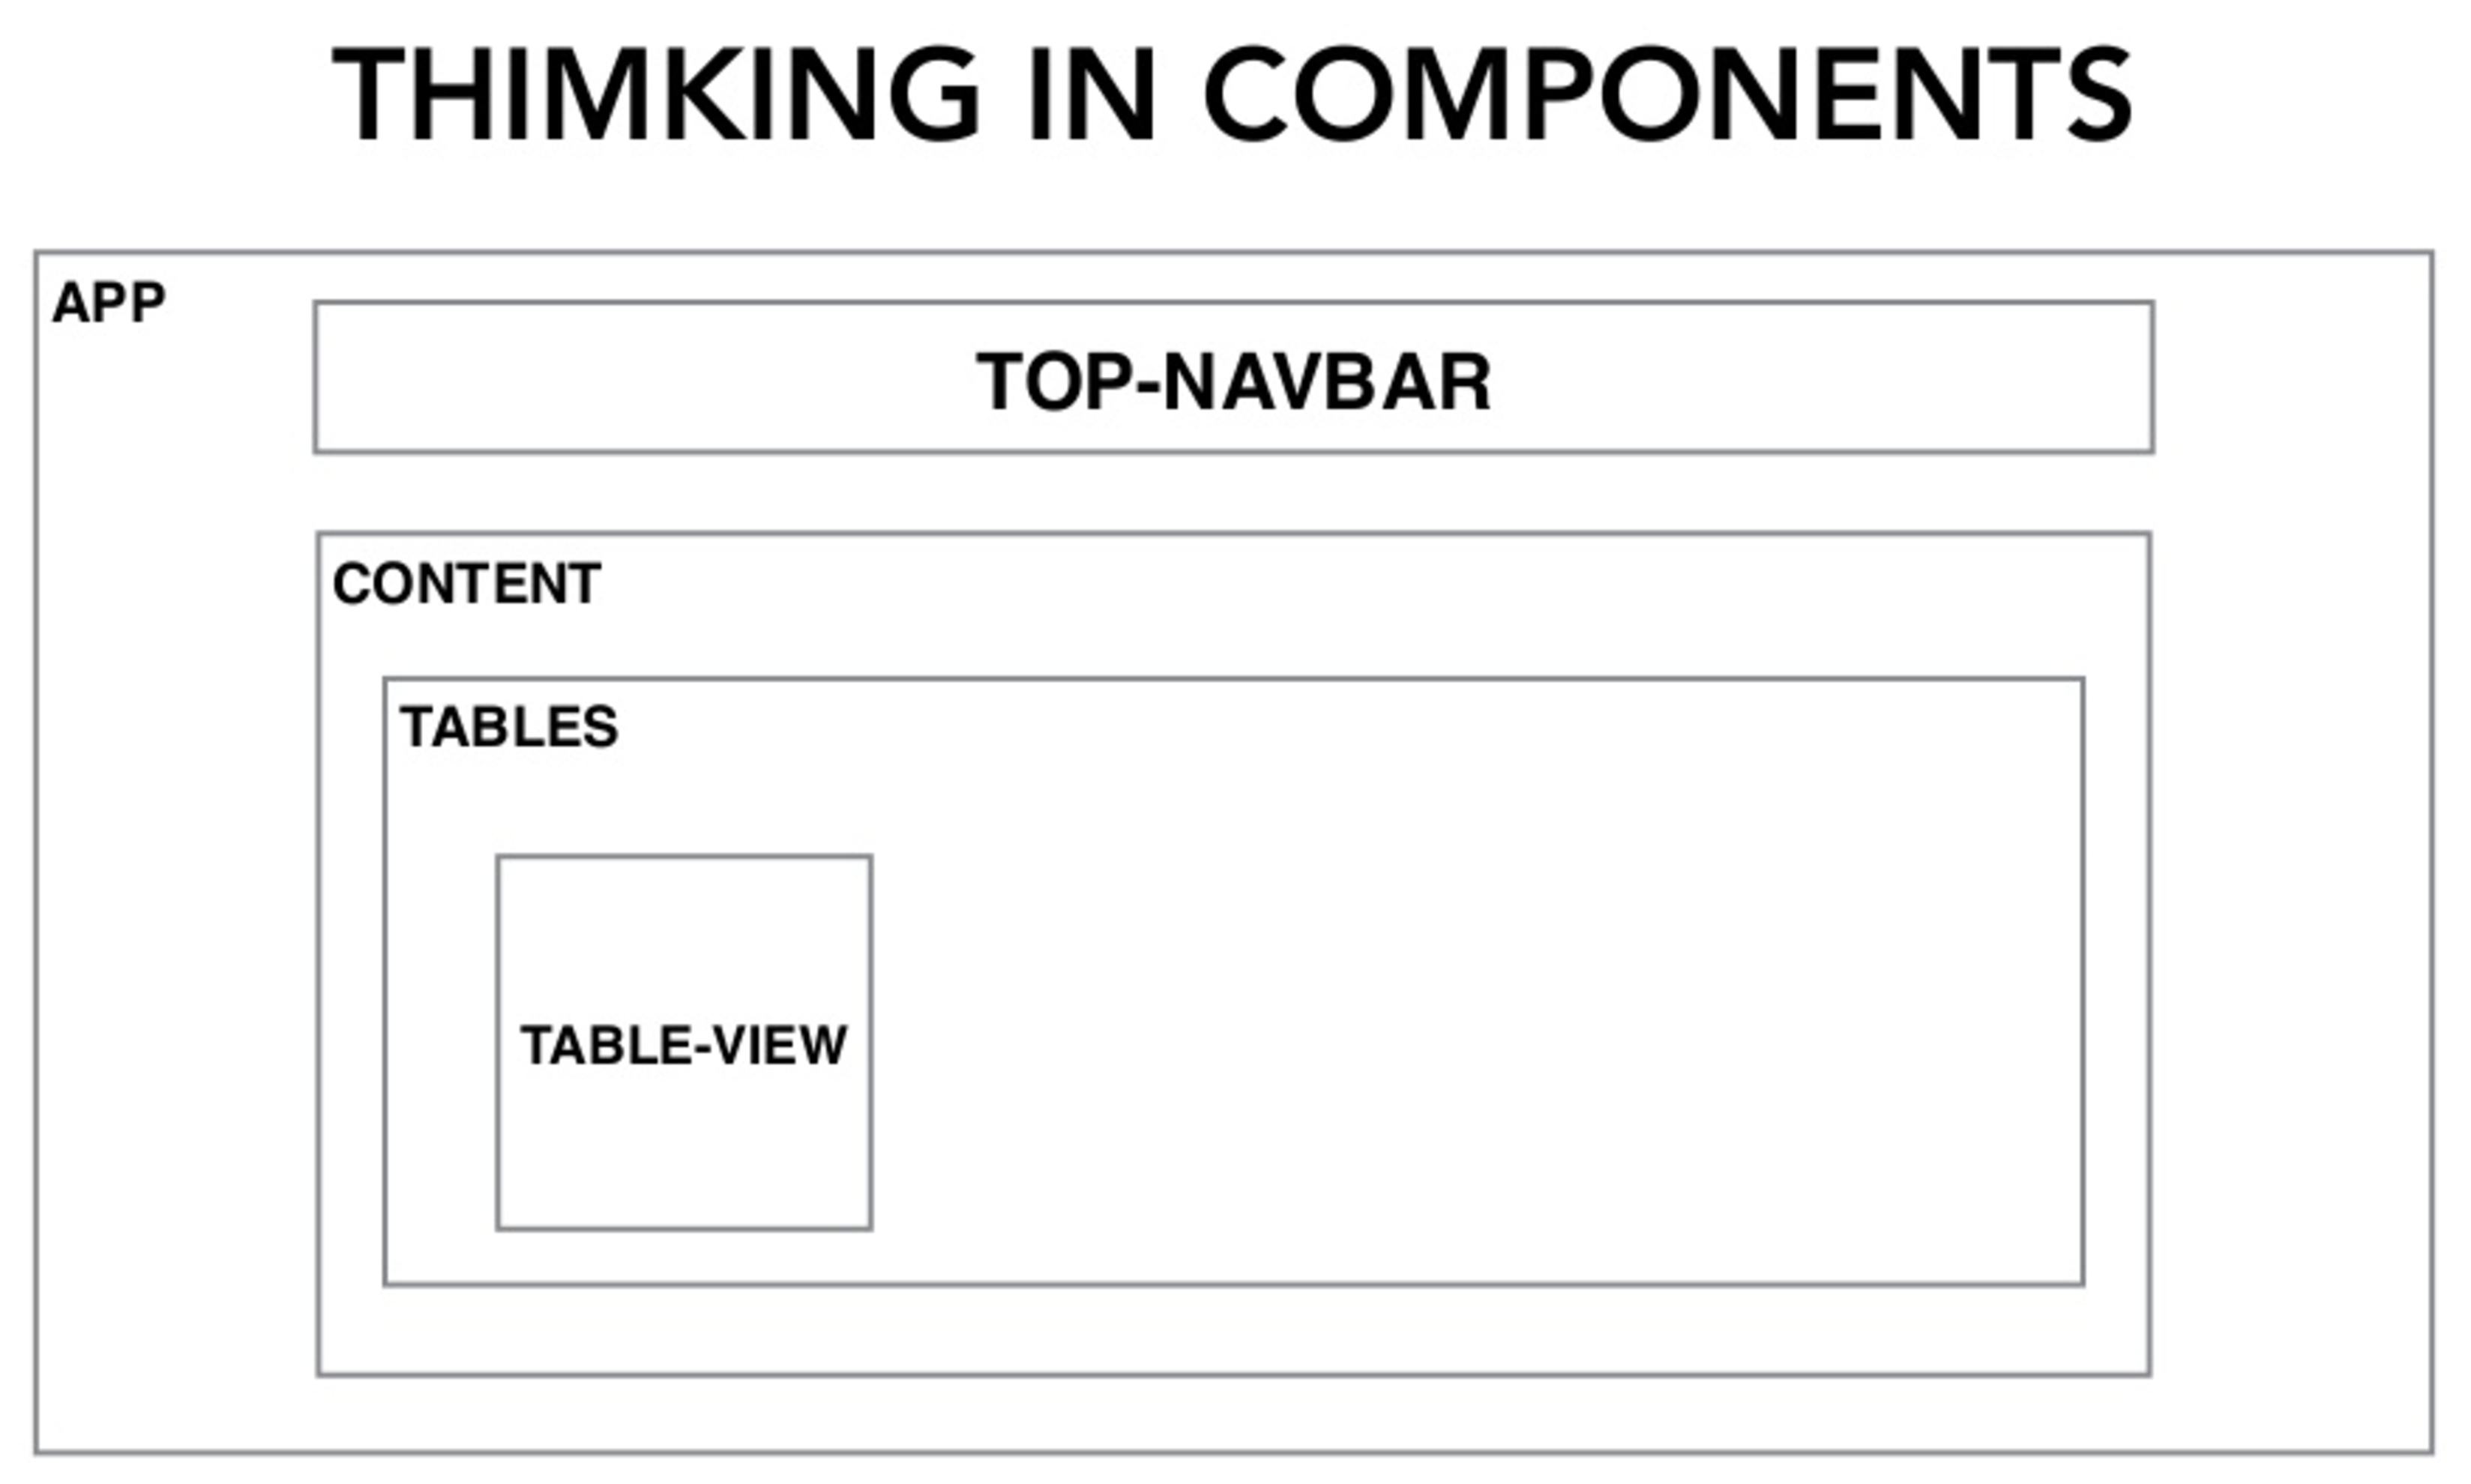 THIMKING IN COMPONENTS
APP
TOP-NAVBAR
CONTENT
TABLES
TABLE-VIEW